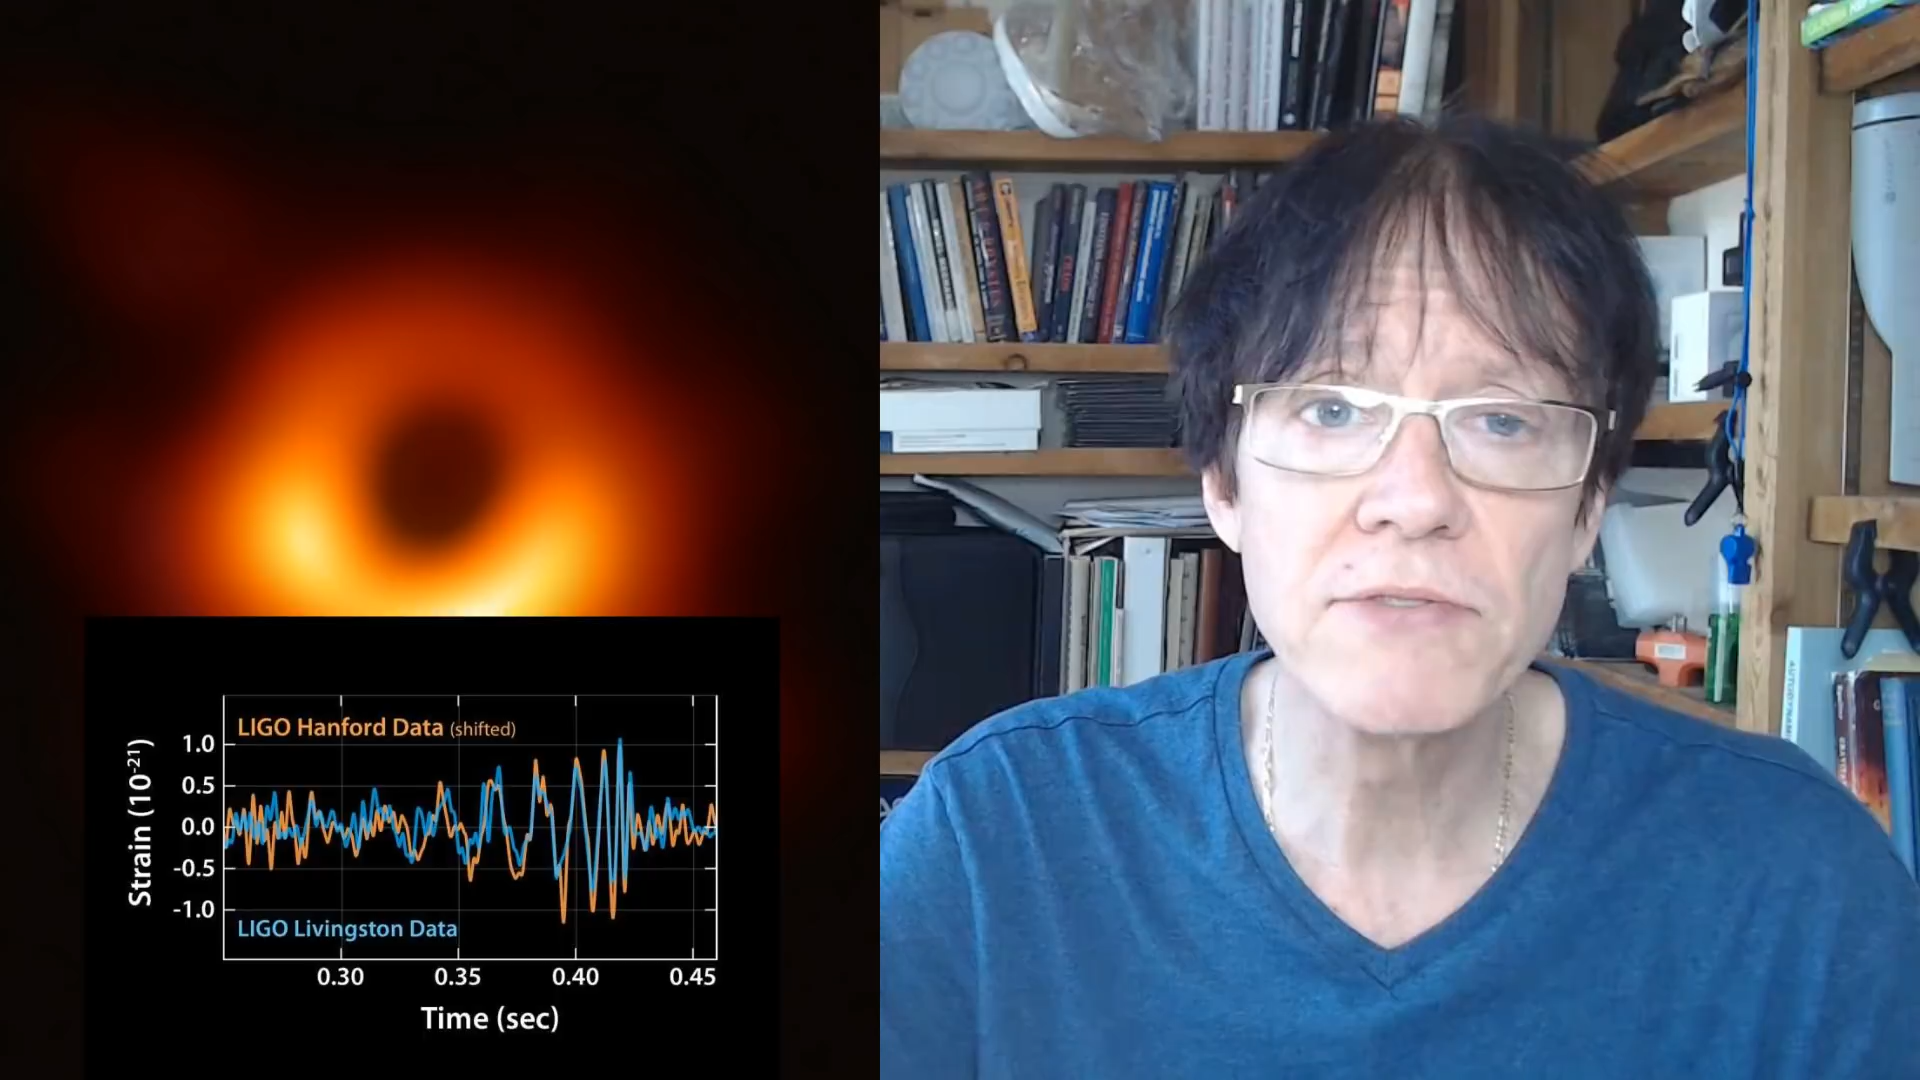 LIGO Hanford Data (shifted)
1.0
0.5
0.0
-0.5
-1.0
Strain (10⁻²¹)
LIGO Livingston Data
0.30
0.35
0.40
0.45
Time (sec)